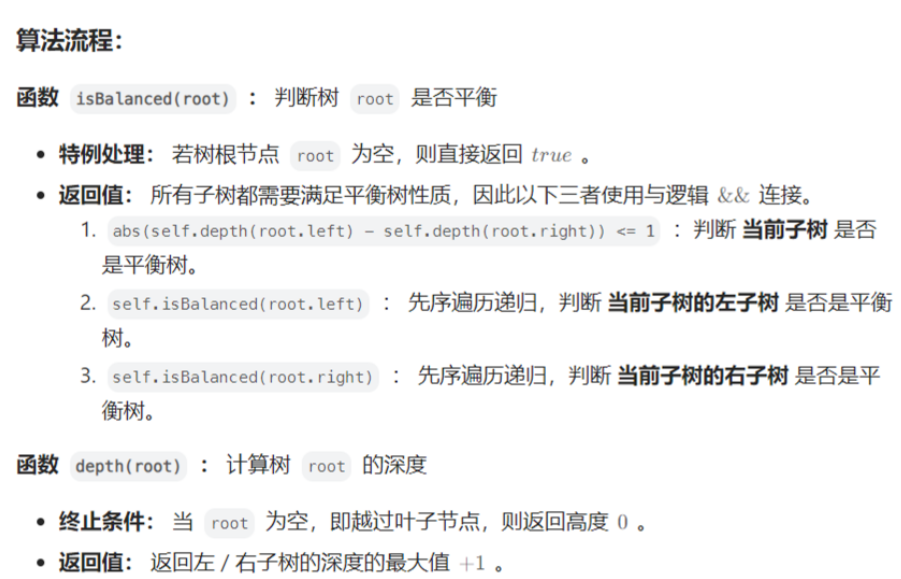 算法流程：
函数 isBalanced(root) ： 判断树 root 是否平衡
• 特例处理： 若树根节点 root 为空，则直接返回 true 。
• 返回值： 所有子树都需要满足平衡树性质，因此以下三者使用与逻辑 && 连接。
1. abs(self.depth(root.left) - self.depth(root.right)) <= 1 ：判断 当前子树 是否
是平衡树。
2. self.isBalanced(root.left) ： 先序遍历递归，判断 当前子树的左子树 是否是平衡
树。
3. self.isBalanced(root.right) ： 先序遍历递归，判断 当前子树的右子树 是否是平
衡树。
函数 depth(root) ： 计算树 root 的深度
• 终止条件： 当 root 为空，即越过叶子节点，则返回高度 0 。
• 返回值： 返回左 / 右子树的深度的最大值 +1 。